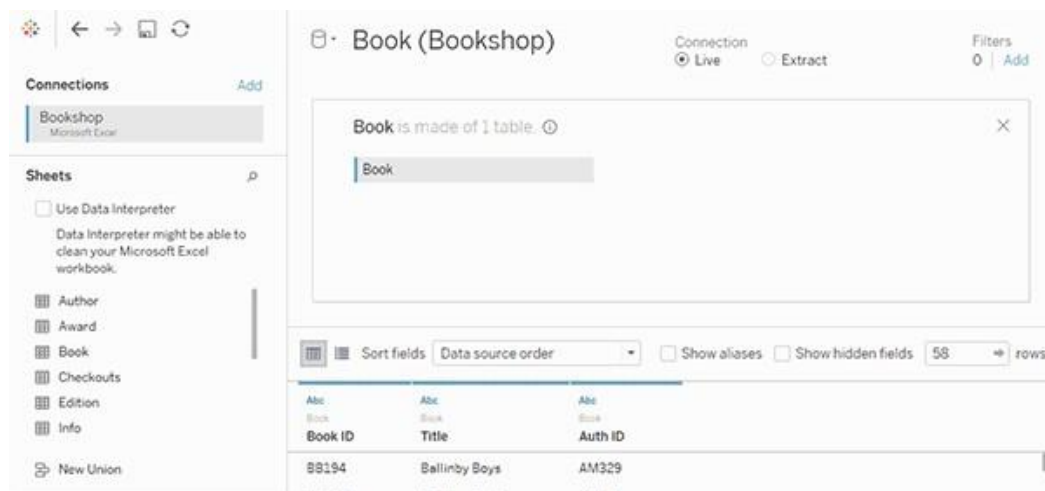 Book (Bookshop)
Connection
Live
Extract
Filters
0 | Add
Connections
Add
Bookshop
Microsoft Excel
Book is made of 1 table.
Book
Sheets
Use Data Interpreter
Data Interpreter might be able to
clean your Microsoft Excel
workbook.
Author
Award
Book
Checkouts
Edition
Info
New Union
Sort fields
Data source order
Show aliases
Show hidden fields
58
rows
Abc
Abc
Abc
Book
Book
Book
Book ID
Title
Auth ID
BB194
Ballinby Boys
AM329